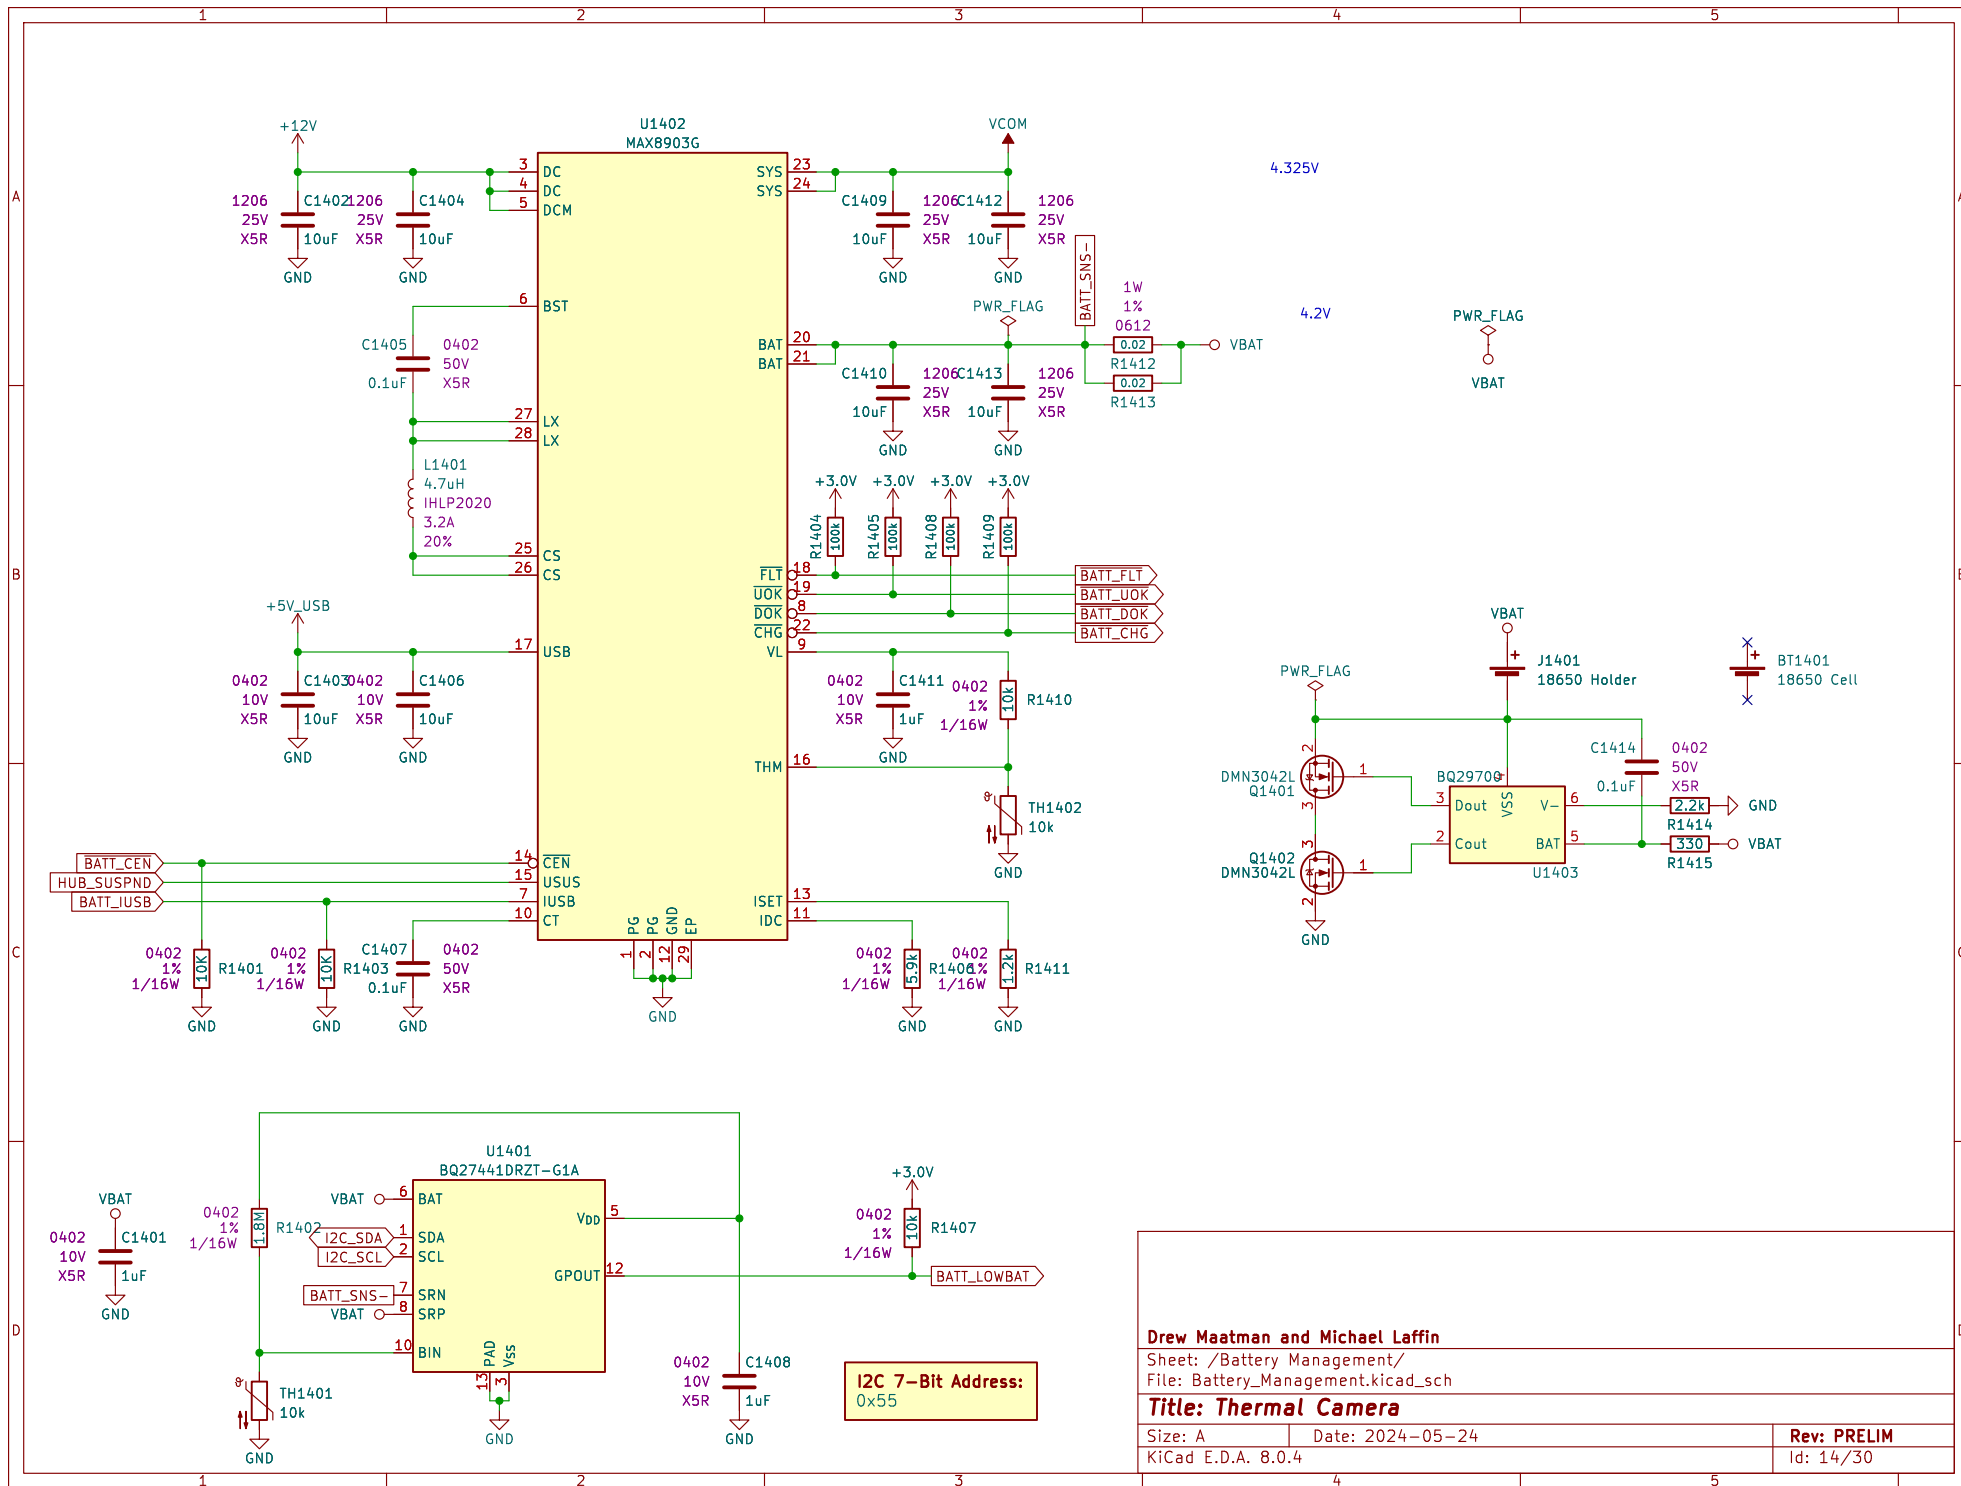 1 2 3 4 5
A
B
C
D
+12V
1206
25V
X5R
C1402
10uF
GND
1206
25V
X5R
C1404
10uF
GND
U1402
MAX8903G
3 DC
4 DC
5 DCM
6 BST
27 LX
28 LX
25 CS
26 CS
17 USB
14 CEN
15 USUS
7 IUSB
10 CT
SYS 23
SYS 24
BAT 20
BAT 21
FLT 18
UOK 19
DOK 8
CHG 22
VL 9
THM 16
ISET 13
IDC 11
PG PG GND EP
1 2 12 29
GND
C1405
0.1uF
0402
50V
X5R
L1401
4.7uH
IHLP2020
3.2A
20%
+5V_USB
0402
10V
X5R
C1403
10uF
GND
0402
10V
X5R
C1406
10uF
GND
BATT_CEN
HUB_SUSPND
BATT_IUSB
0402
1%
1/16W
10K
R1401
GND
0402
1%
1/16W
10K
R1403
GND
C1407
0.1uF
0402
50V
X5R
GND
VCOM
C1409
10uF
1206
25V
X5R
GND
C1412
10uF
1206
25V
X5R
GND
4.325V
BATT_SNS-
PWR_FLAG
1W
1%
0612
0.02
R1412
0.02
R1413
VBAT
4.2V
PWR_FLAG
VBAT
C1410
10uF
1206
25V
X5R
GND
C1413
10uF
1206
25V
X5R
GND
+3.0V +3.0V +3.0V +3.0V
R1404 100k
R1405 100k
R1408 100k
R1409 100k
BATT_FLT
BATT_UOK
BATT_DOK
BATT_CHG
0402
10V
X5R
C1411
1uF
GND
0402
1%
1/16W
10k
R1410
TH1402
10k
GND
0402
1%
1/16W
5.9k
R1406
GND
0402
1%
1/16W
1.2k
R1411
GND
VBAT
J1401
18650 Holder
BT1401
18650 Cell
PWR_FLAG
2
DMN3042L
Q1401
1
3
3
Q1402
DMN3042L
1
2
GND
BQ29700
4
VSS
3 Dout
2 Cout
V- 6
BAT 5
U1403
C1414
0.1uF
0402
50V
X5R
2.2k
R1414
GND
330
R1415
VBAT
U1401
BQ27441DRZT-G1A
VBAT 6 BAT
I2C_SDA 1 SDA
I2C_SCL 2 SCL
BATT_SNS- 7 SRN
VBAT 8 SRP
10 BIN
VDD 5
GPOUT 12
PAD VSS
13 3
GND
VBAT
0402
10V
X5R
C1401
1uF
GND
0402
1%
1/16W
1.8M
R1402
TH1401
10k
GND
0402
10V
X5R
C1408
1uF
GND
+3.0V
0402
1%
1/16W
10k
R1407
BATT_LOWBAT
I2C 7-Bit Address:
0x55
Drew Maatman and Michael Laffin
Sheet: /Battery Management/
File: Battery_Management.kicad_sch
Title: Thermal Camera
Size: A Date: 2024-05-24 Rev: PRELIM
KiCad E.D.A. 8.0.4 Id: 14/30
1 2 3 4 5